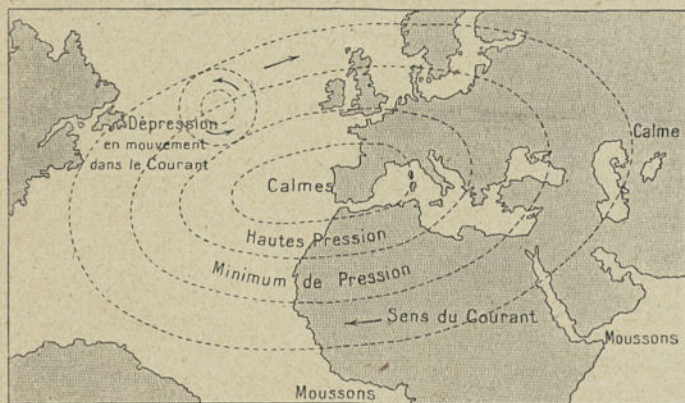 Dépression
en mouvement
dans le Courant
Calme
Calmes
Hautes Pression
Minimum de Pression
Sens du Courant
Moussons
Moussons